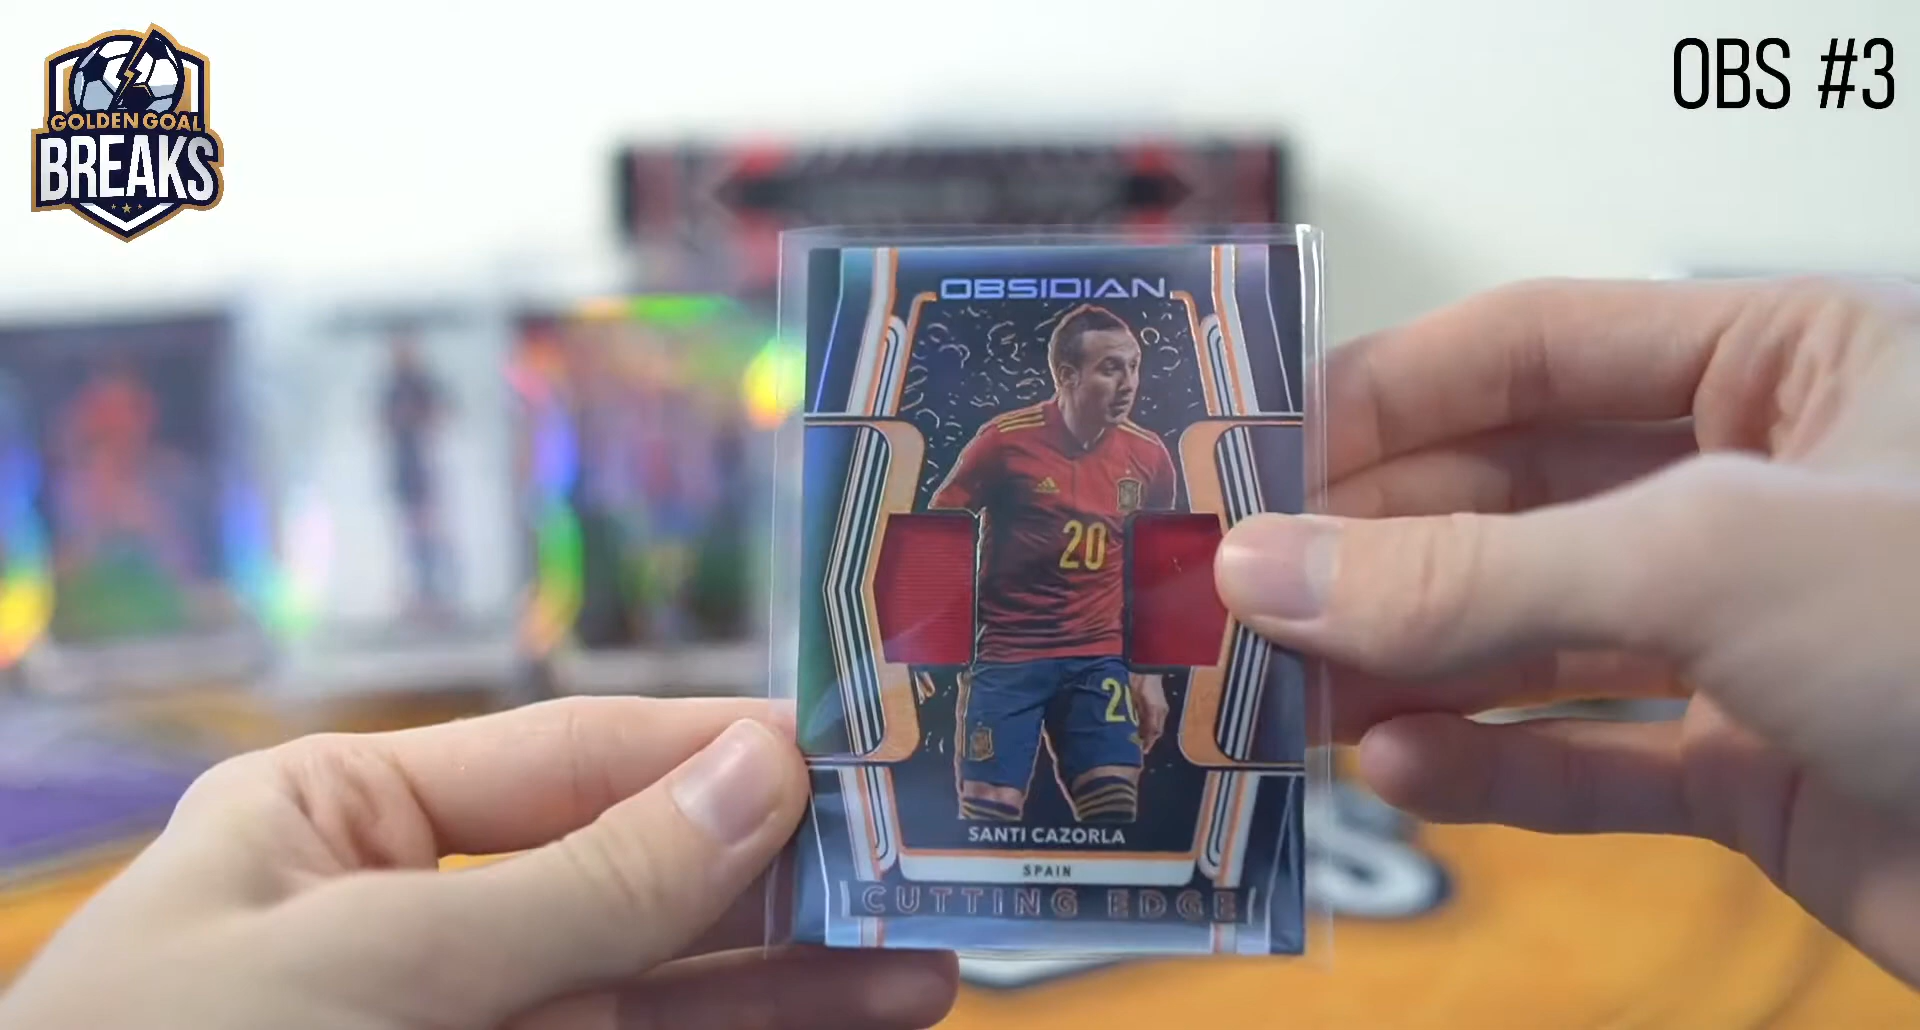 GOLDEN GOAL
BREAKS
OBS #3
OBSIDIAN
20
20
SANTI CAZORLA
SPAIN
CUTTING EDGE